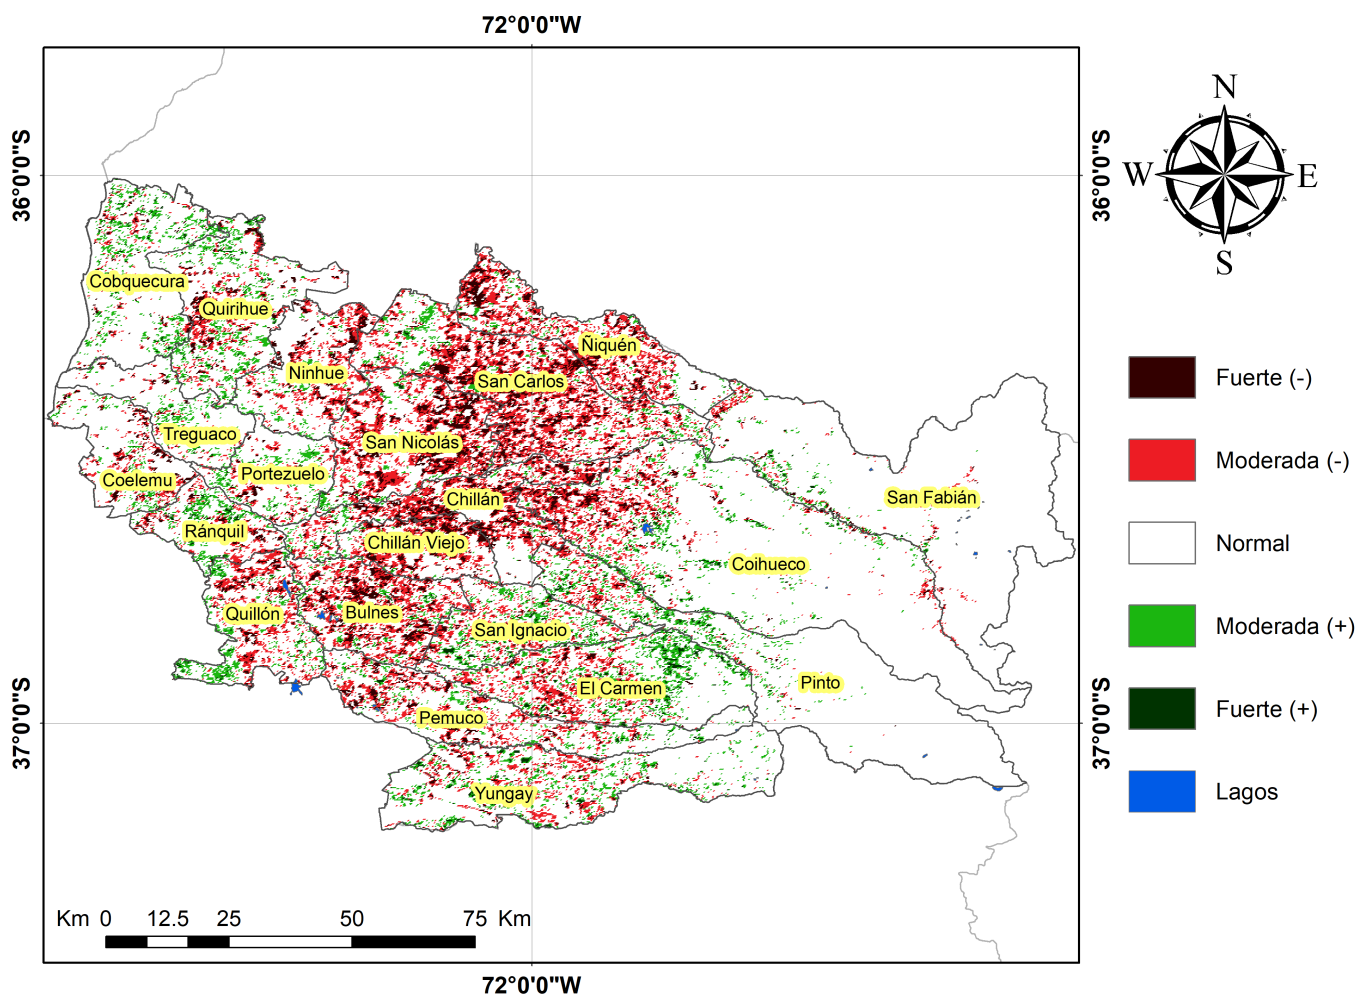 72°0'0"W
36°0'0"S
36°0'0"S
N
W
E
S
Cobquecura
Quirihue
Ñiquén
Ninhue
San Carlos
Fuerte (-)
Treguaco
San Nicolás
Moderada (-)
Coelemu
Portezuelo
Chillán
San Fabián
Ránquil
Chillán Viejo
Normal
Coihueco
Quillón
Bulnes
San Ignacio
Moderada (+)
El Carmen
Pinto
Pemuco
Fuerte (+)
37°0'0"S
37°0'0"S
Yungay
Lagos
Km 0 12.5 25 50 75 Km
72°0'0"W